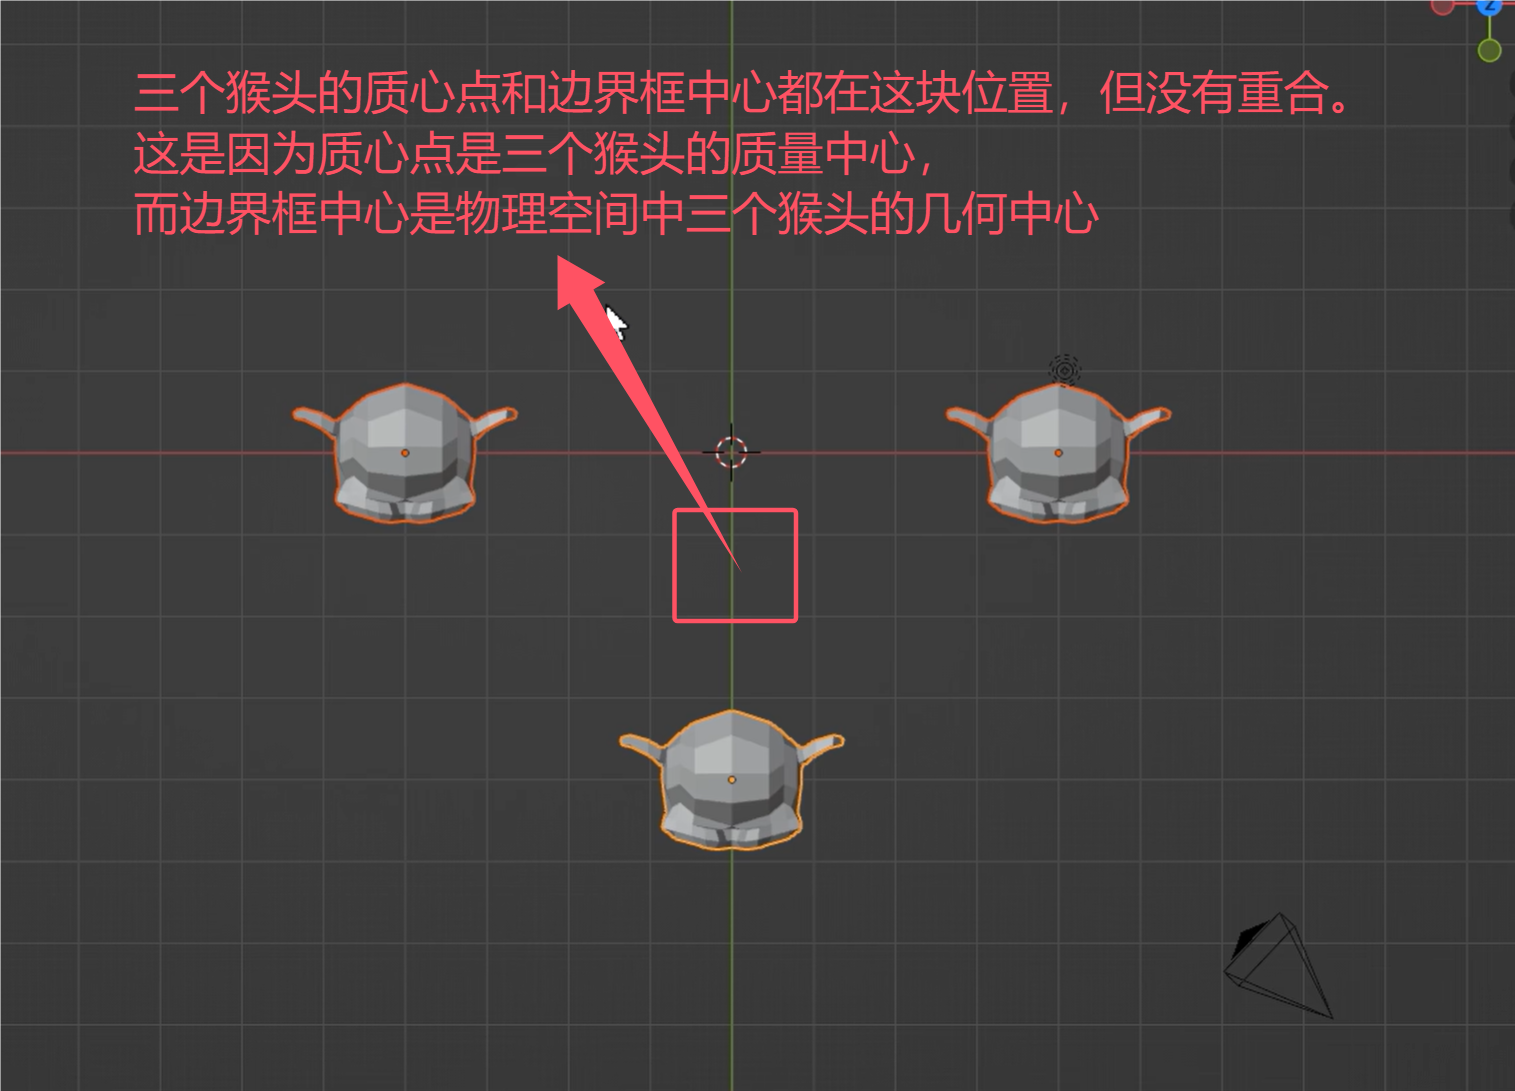 Z
三个猴头的质心点和边界框中心都在这块位置，但没有重合。
这是因为质心点是三个猴头的质量中心，
而边界框中心是物理空间中三个猴头的几何中心